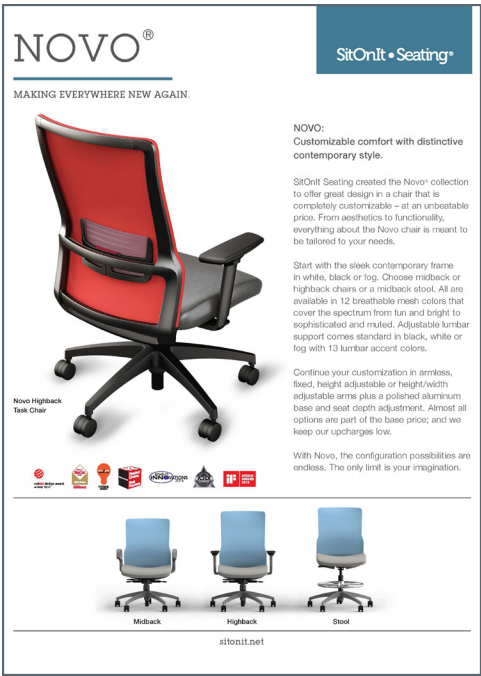 NOVO®
SitOnIt • Seating®
MAKING EVERYWHERE NEW AGAIN.
NOVO:
Customizable comfort with distinctive
contemporary style.
SitOnIt Seating created the Novo® collection
to offer great design in a chair that is
completely customizable – at an unbeatable
price. From aesthetics to functionality,
everything about the Novo chair is meant to
be tailored to your needs.
Start with the sleek contemporary frame
in white, black or fog. Choose midback or
highback chairs or a midback stool. All are
available in 12 breathable mesh colors that
cover the spectrum from fun and bright to
sophisticated and muted. Adjustable lumbar
support comes standard in black, white or
fog with 13 lumbar accent colors.
Continue your customization in armless,
fixed, height adjustable or height/width
adjustable arms plus a polished aluminum
base and seat depth adjustment. Almost all
options are part of the base price; and we
keep our upcharges low.
With Novo, the configuration possibilities are
endless. The only limit is your imagination.
Novo Highback
Task Chair
reddot design award
INNOVATIONS
iF
Midback
Highback
Stool
sitonit.net